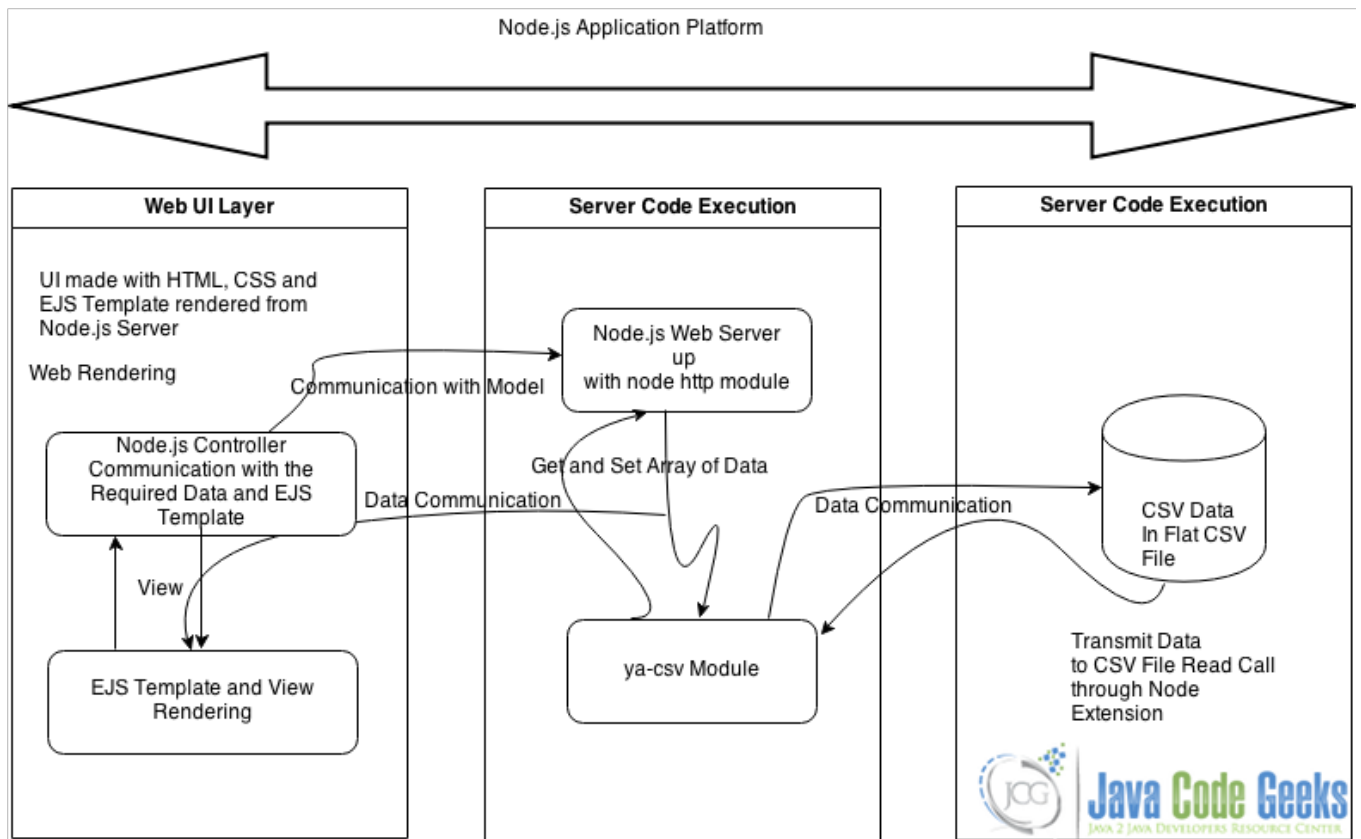 Node.js Application Platform
Web UI Layer
UI made with HTML, CSS and
EJS Template rendered from
Node.js Server
Web Rendering
Communication with Model
Node.js Controller
Communication with the
Required Data and EJS
Template
Data Communication
View
EJS Template and View
Rendering
Server Code Execution
Node.js Web Server
up
with node http module
Get and Set Array of Data
ya-csv Module
Data Communication
Server Code Execution
CSV Data
In Flat CSV
File
Transmit Data
to CSV File Read Call
through Node
Extension
JCG
Java Code Geeks
JAVA 2 JAVA DEVELOPERS RESOURCE CENTER